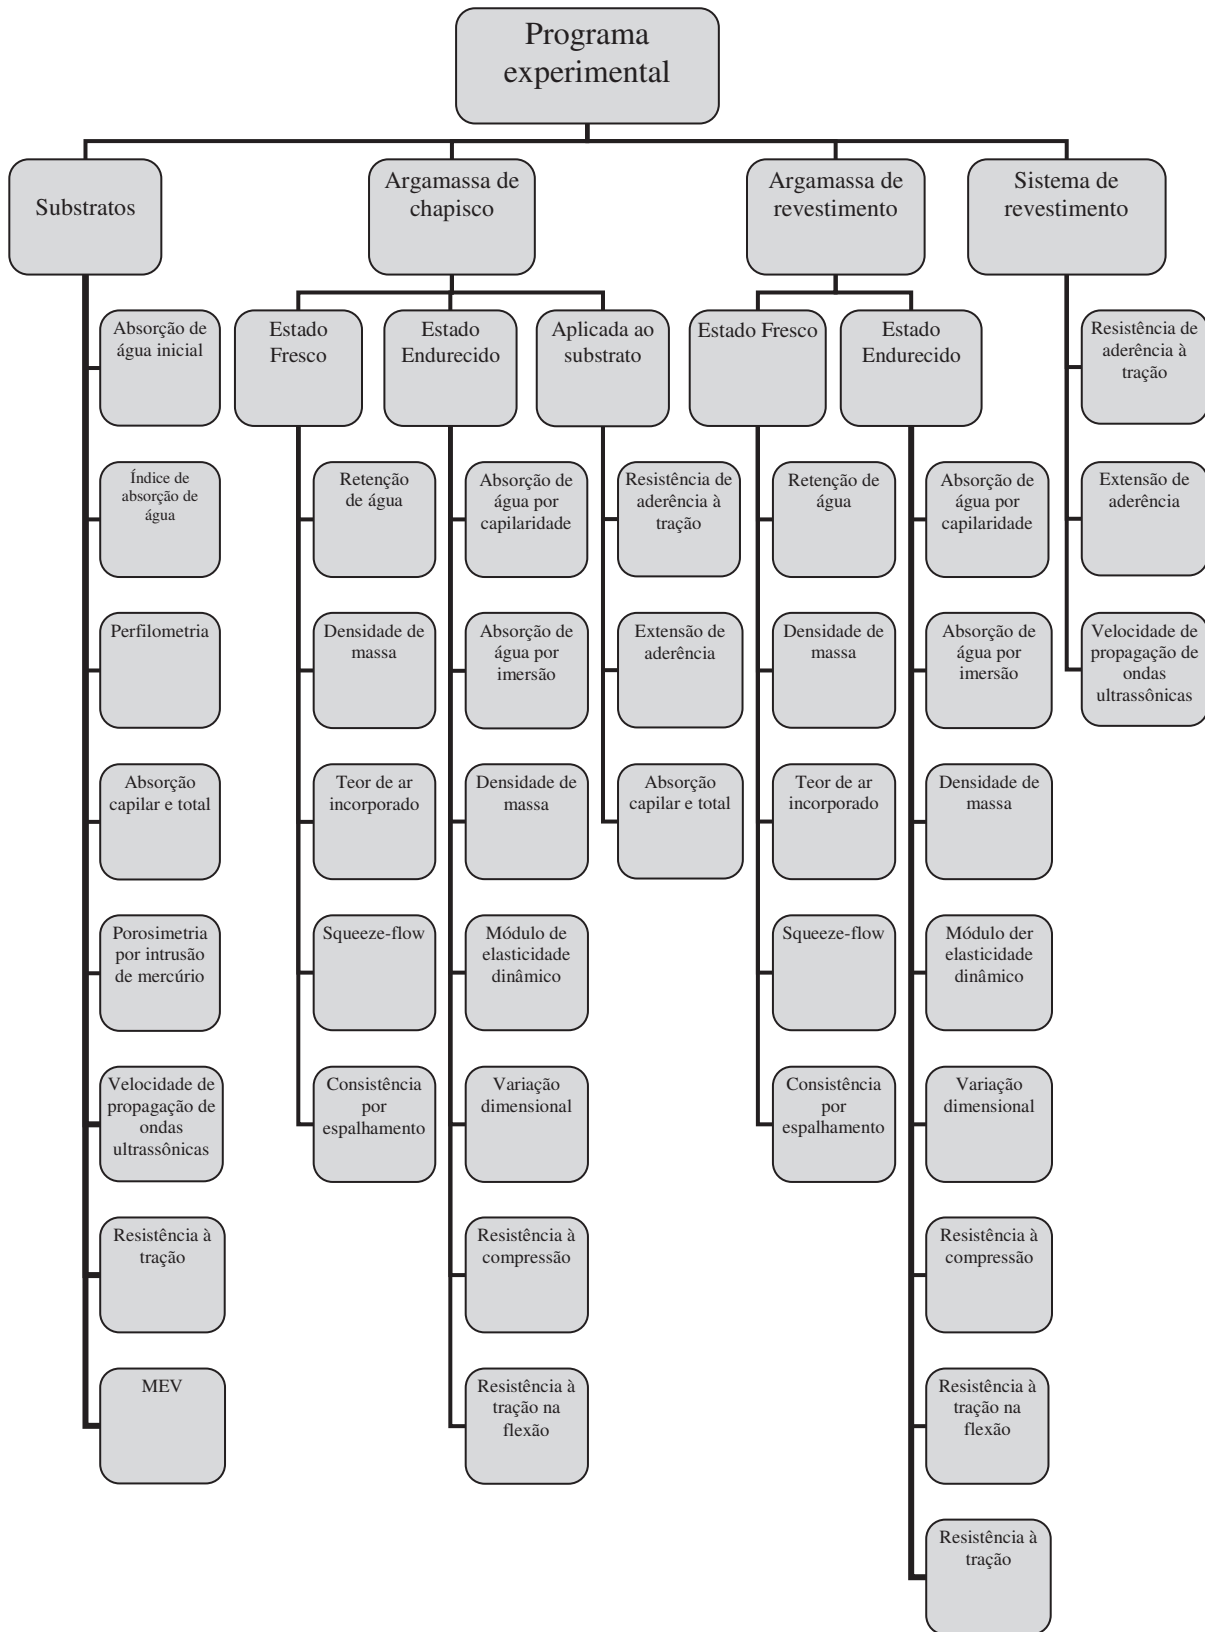 Programa
experimental
Substratos
Argamassa de
chapisco
Argamassa de
revestimento
Sistema de
revestimento
Absorção de
água inicial
Índice de
absorção de
água
Perfilometria
Absorção
capilar e total
Porosimetria
por intrusão
de mercúrio
Velocidade de
propagação de
ondas
ultrassônicas
Resistência à
tração
MEV
Estado
Fresco
Retenção
de água
Densidade de
massa
Teor de ar
incorporado
Squeeze-flow
Consistência
por
espalhamento
Estado
Endurecido
Absorção de
água por
capilaridade
Absorção de
água por
imersão
Densidade de
massa
Módulo de
elasticidade
dinâmico
Variação
dimensional
Resistência à
compressão
Resistência à
tração na
flexão
Aplicada ao
substrato
Resistência de
aderência à
tração
Extensão de
aderência
Absorção
capilar e total
Estado Fresco
Retenção de
água
Densidade de
massa
Teor de ar
incorporado
Squeeze-flow
Consistência
por
espalhamento
Estado
Endurecido
Absorção de
água por
capilaridade
Absorção de
água por
imersão
Densidade de
massa
Módulo der
elasticidade
dinâmico
Variação
dimensional
Resistência à
compressão
Resistência à
tração na
flexão
Resistência à
tração
Resistência de
aderência à
tração
Extensão de
aderência
Velocidade de
propagação de
ondas
ultrassônicas